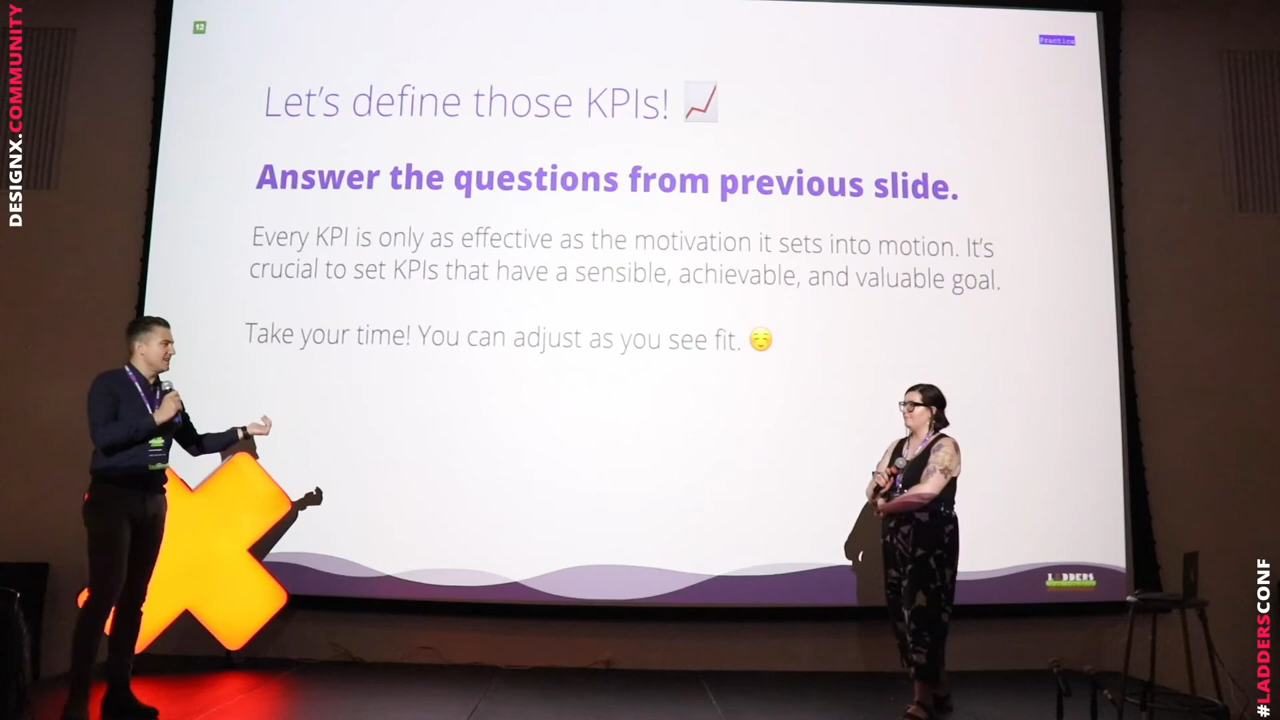 DESIGNX.COMMUNITY
12
Practice
Let's define those KPIs!
Answer the questions from previous slide.
Every KPI is only as effective as the motivation it sets into motion. It's
crucial to set KPIs that have a sensible, achievable, and valuable goal.
Take your time! You can adjust as you see fit.
LADDERS
#LADDERSCONF